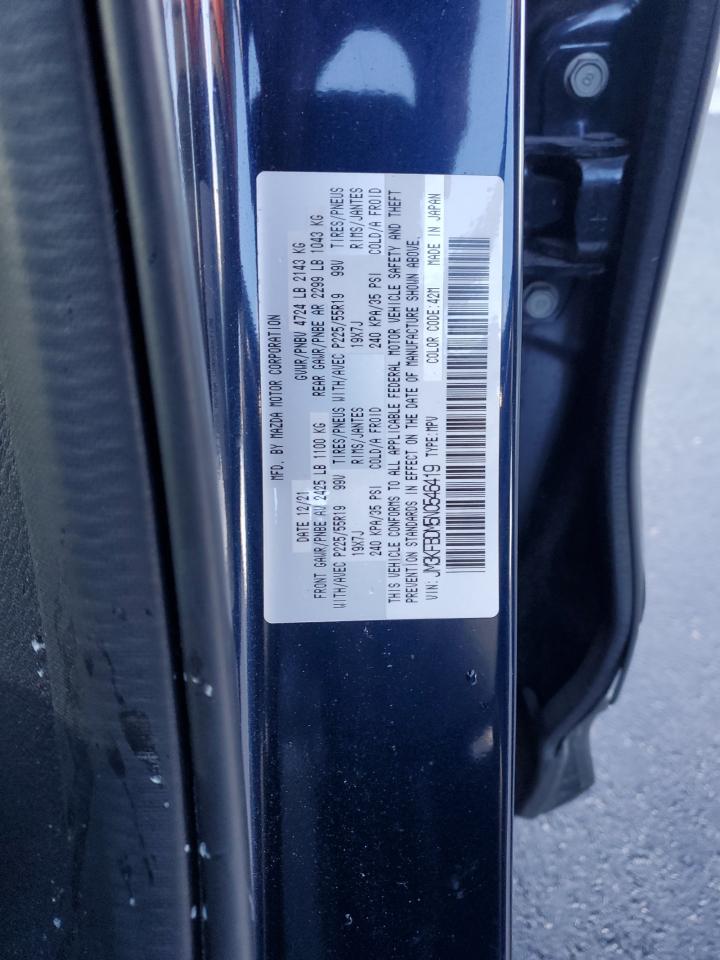 MFD. BY MAZDA MOTOR CORPORATION
DATE 12/21 GVWR/PNBV 4724 LB 2143 KG
FRONT GAWR/PNBE AV 2425 LB 1100 KG REAR GAWR/PNBE AR 2299 LB 1043 KG
WITH/AVEC P225/55R19 99V TIRES/PNEUS WITH/AVEC P225/55R19 99V TIRES/PNEUS
19X7J RIMS/JANTES 19X7J RIMS/JANTES
240 KPA/35 PSI COLD/A FROID 240 KPA/35 PSI COLD/A FROID
THIS VEHICLE CONFORMS TO ALL APPLICABLE FEDERAL MOTOR VEHICLE SAFETY AND THEFT
PREVENTION STANDARDS IN EFFECT ON THE DATE OF MANUFACTURE SHOWN ABOVE.
VIN: JM3KFBDM5N0546419 TYPE:MPV COLOR CODE:42M MADE IN JAPAN
8